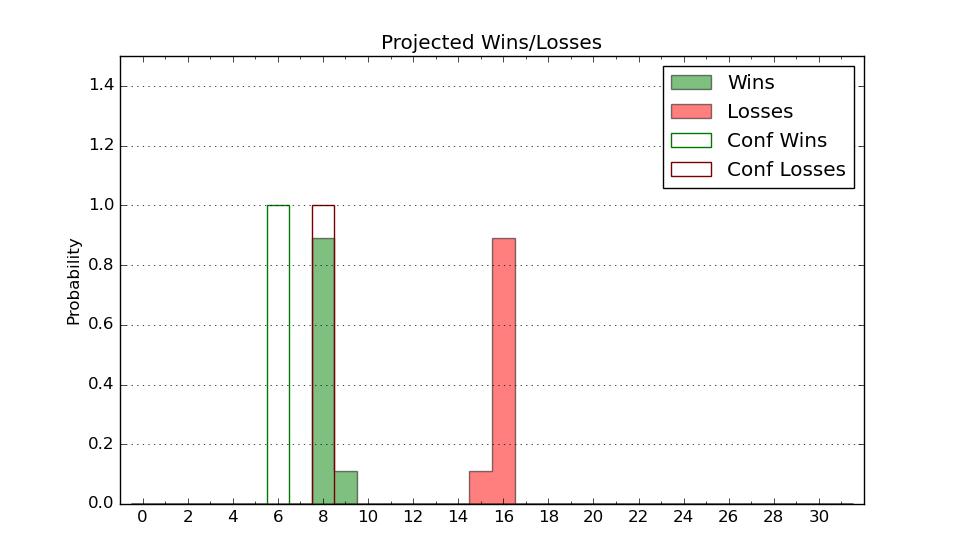 Projected Wins/Losses
1.4
1.2
1.0
0.8
0.6
0.4
0.2
0.0
Probability
Wins
Losses
Conf Wins
Conf Losses
0 2 4 6 8 10 12 14 16 18 20 22 24 26 28 30